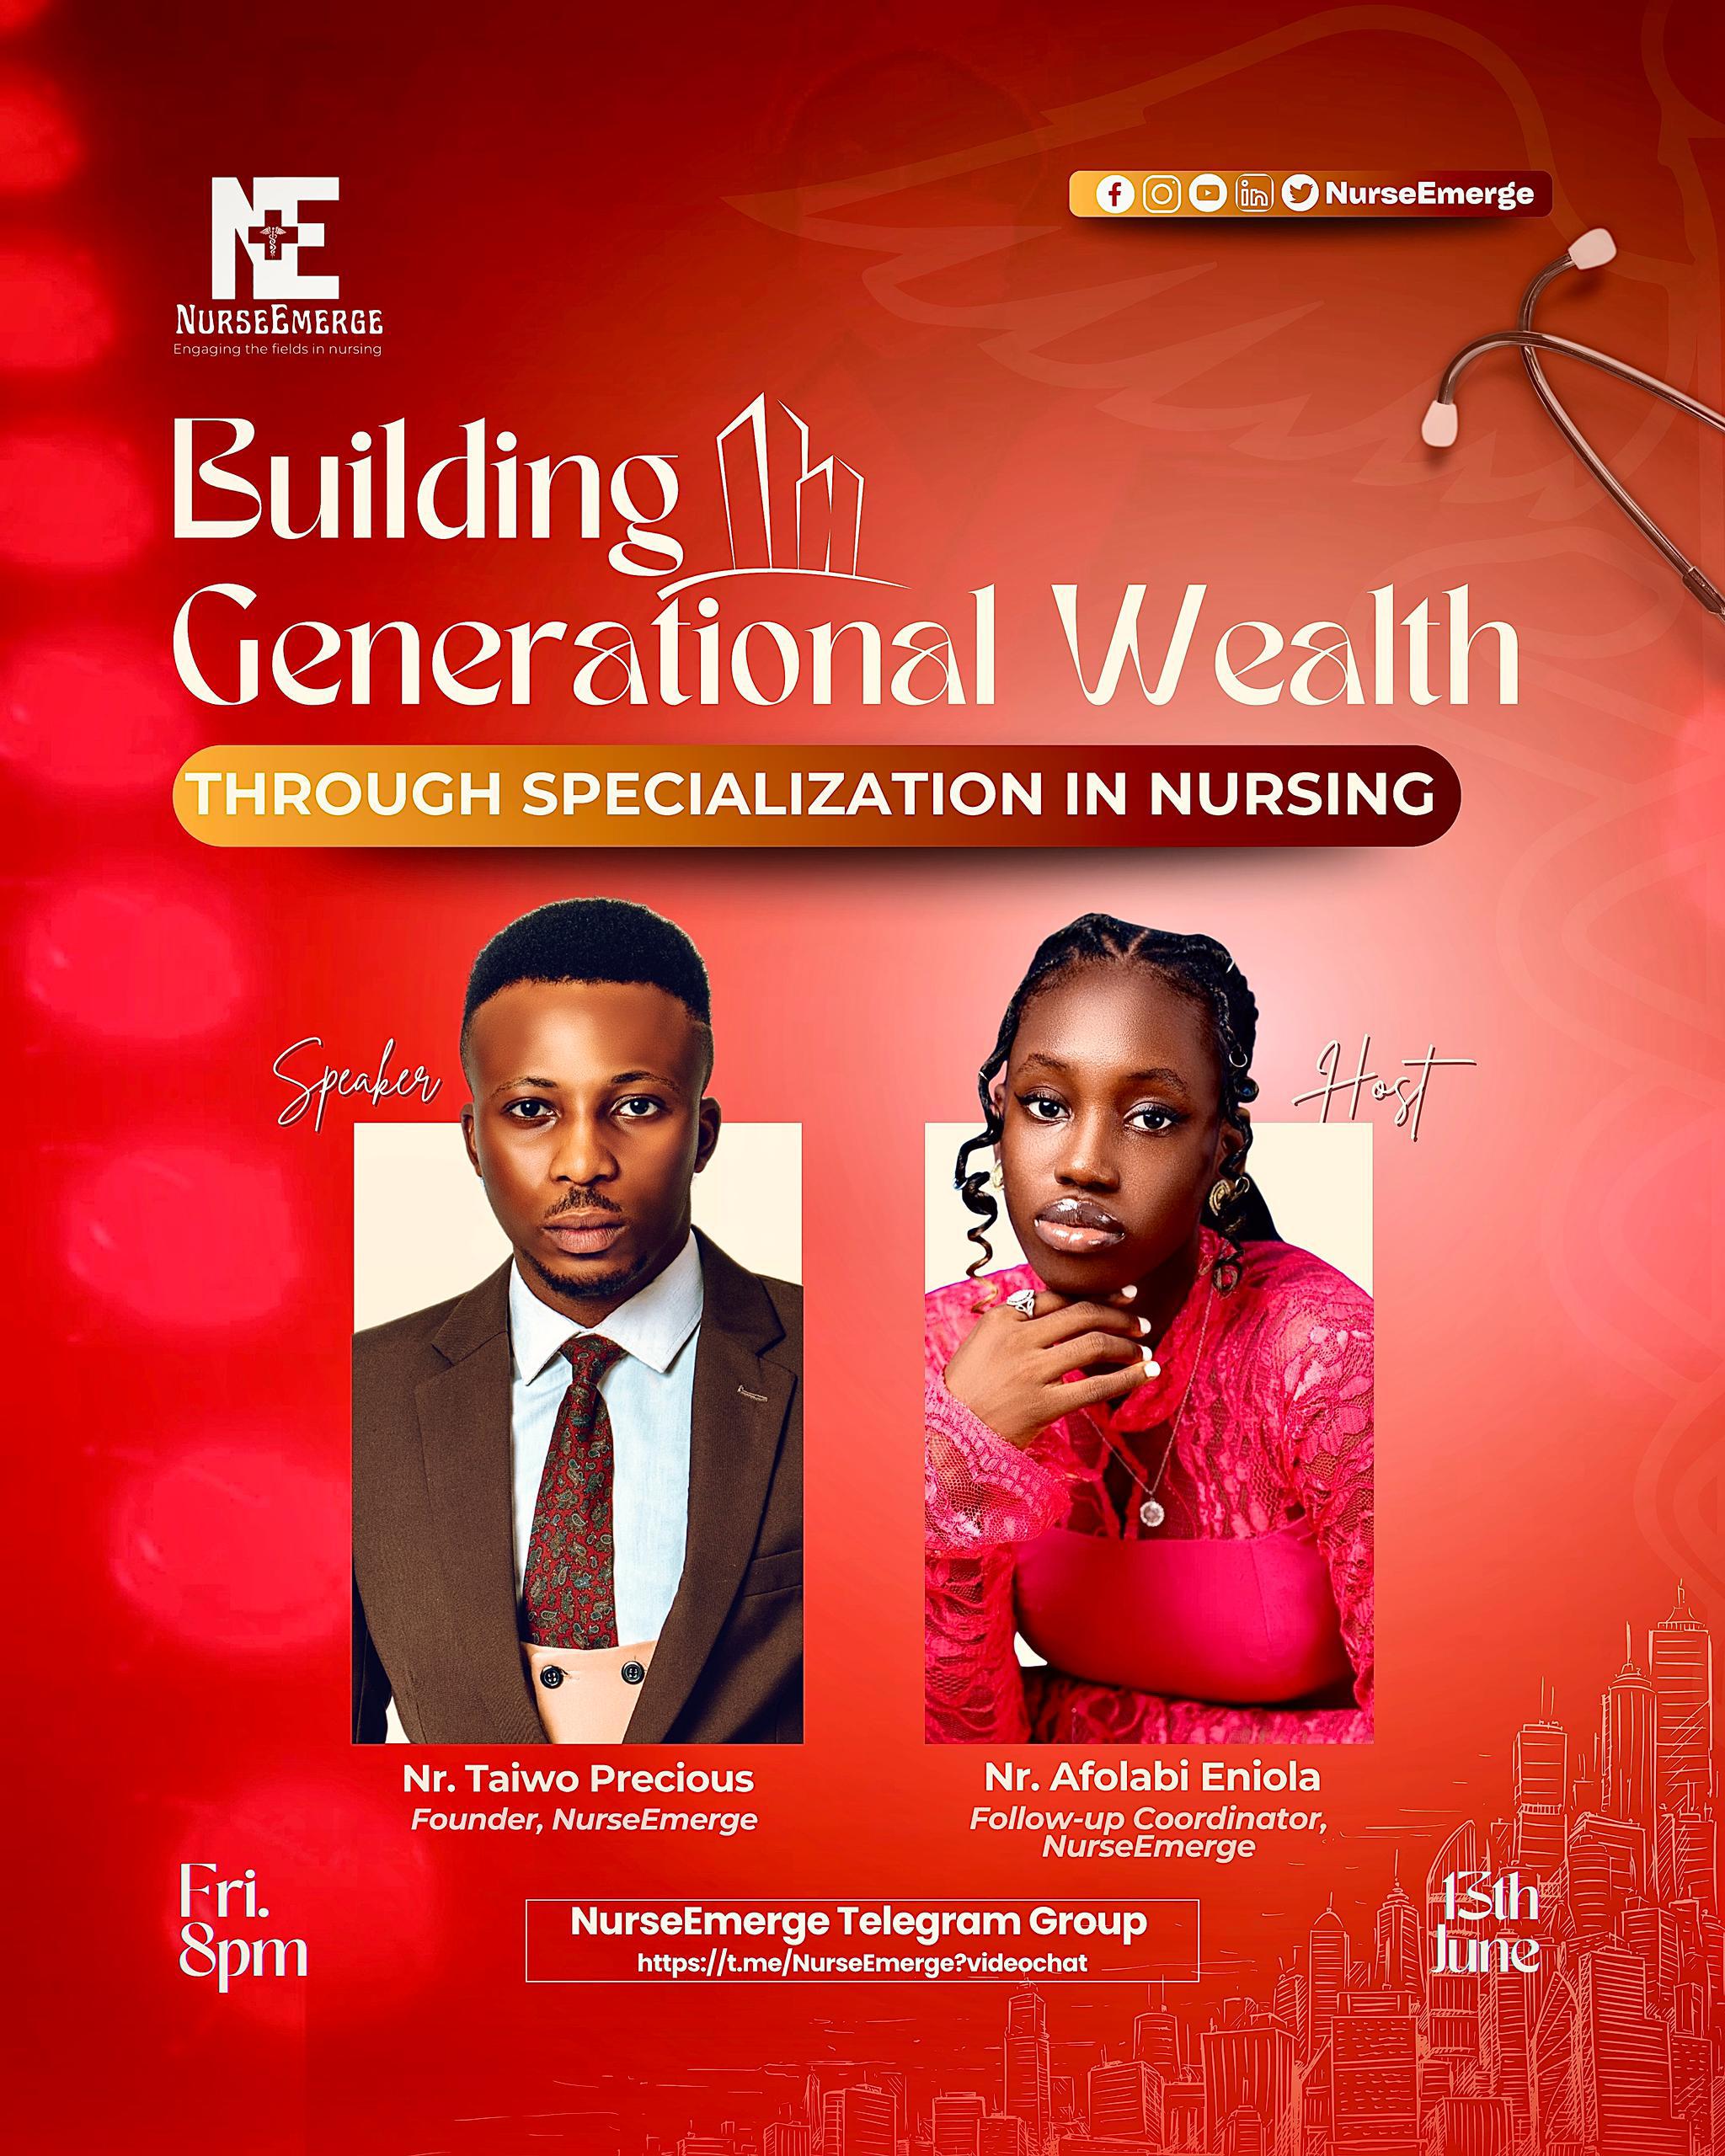 NE
NURSEEMERGE
Engaging the fields in nursing
NurseEmerge
Building
Generational Wealth
THROUGH SPECIALIZATION IN NURSING
Speaker
Host
Nr. Taiwo Precious
Founder, NurseEmerge
Nr. Afolabi Eniola
Follow-up Coordinator,
NurseEmerge
Fri.
8pm
NurseEmerge Telegram Group
https://t.me/NurseEmerge?videochat
13th
June